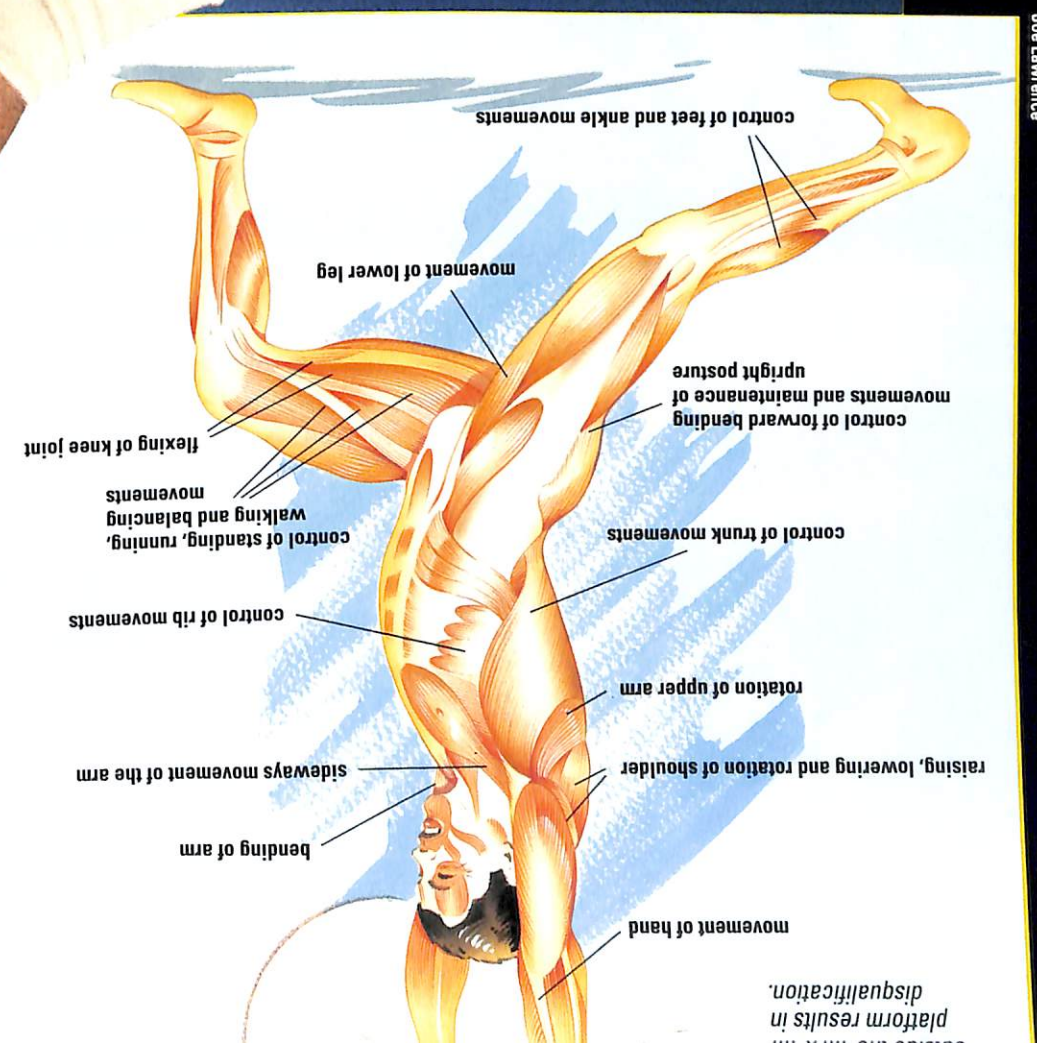 platform results in
disqualification.
movement of hand
bending of arm
raising, lowering and rotation of shoulder
sideways movement of the arm
rotation of upper arm
control of rib movements
control of trunk movements
control of standing, running,
walking and balancing
movements
flexing of knee joint
control of forward bending
movements and maintenance of
upright posture
movement of lower leg
control of feet and ankle movements
Lawrence